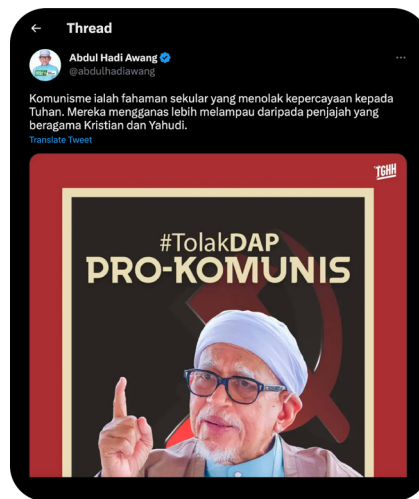 Thread
Abdul Hadi Awang
@abdulhadiawang
Komunisme ialah fahaman sekular yang menolak kepercayaan kepada
Tuhan. Mereka mengganas lebih melampau daripada penjajah yang
beragama Kristian dan Yahudi.
Translate Tweet
TGHH
#TolakDAP
PRO-KOMUNIS